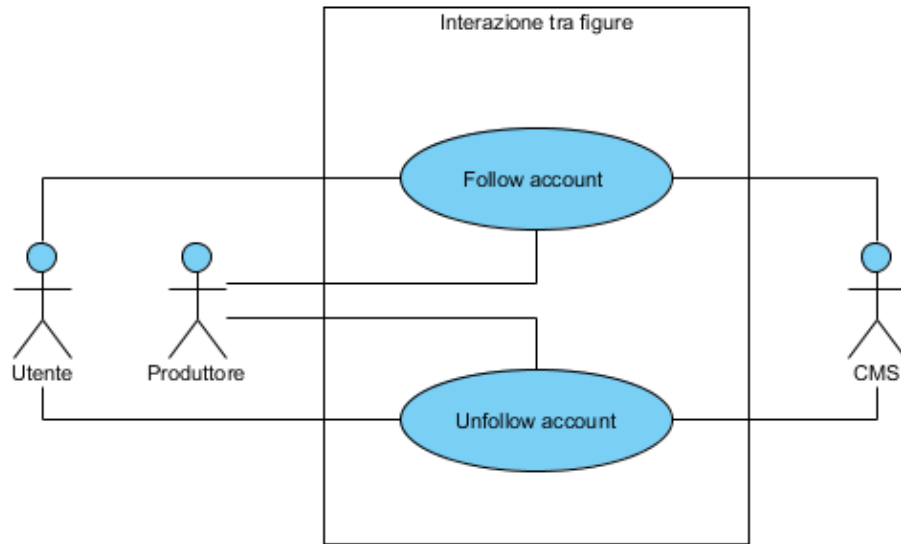 Interazione tra figure
Follow account
Utente
Produttore
CMS
Unfollow account